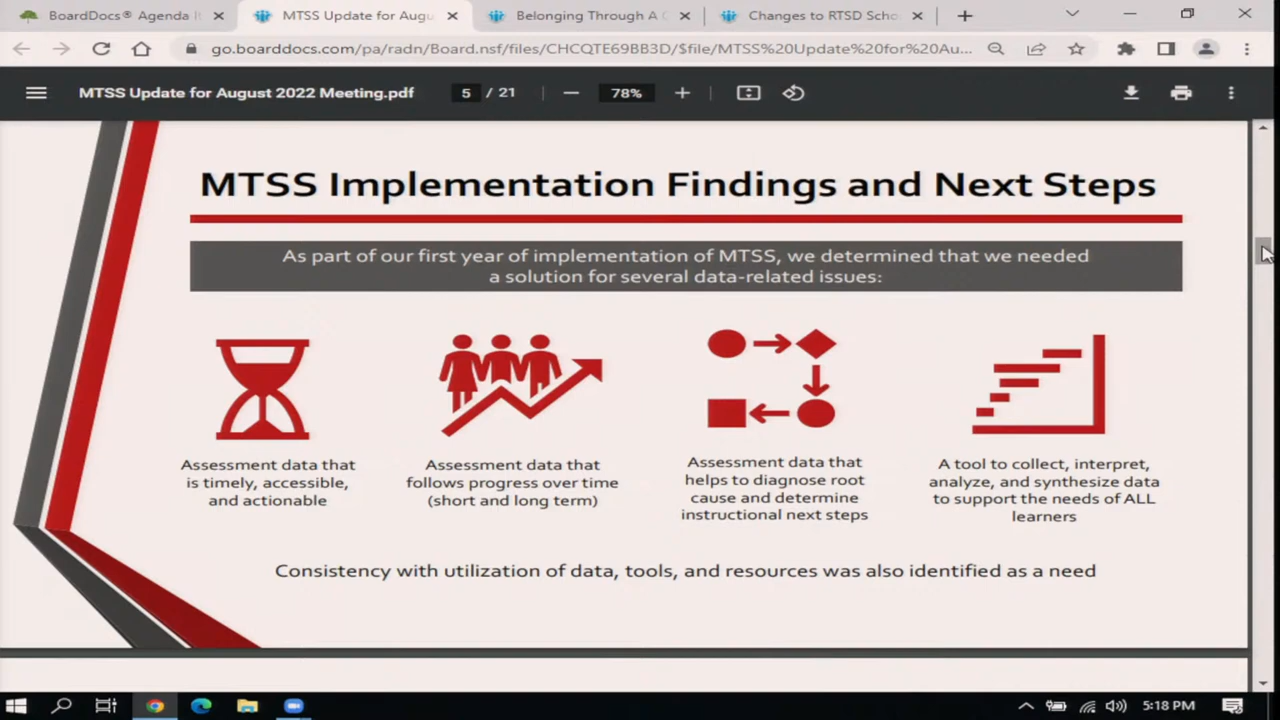 BoardDocs® Agenda It
MTSS Update for Augu
Belonging Through A C
Changes to RTSD Scho
go.boarddocs.com/pa/radn/Board.nsf/files/CHCQTE69BB3D/$file/MTSS%20Update%20for%20Au...
MTSS Update for August 2022 Meeting.pdf
5 / 21
78%
MTSS Implementation Findings and Next Steps
As part of our first year of implementation of MTSS, we determined that we needed
a solution for several data-related issues:
Assessment data that
is timely, accessible,
and actionable
Assessment data that
follows progress over time
(short and long term)
Assessment data that
helps to diagnose root
cause and determine
instructional next steps
A tool to collect, interpret,
analyze, and synthesize data
to support the needs of ALL
learners
Consistency with utilization of data, tools, and resources was also identified as a need
5:18 PM